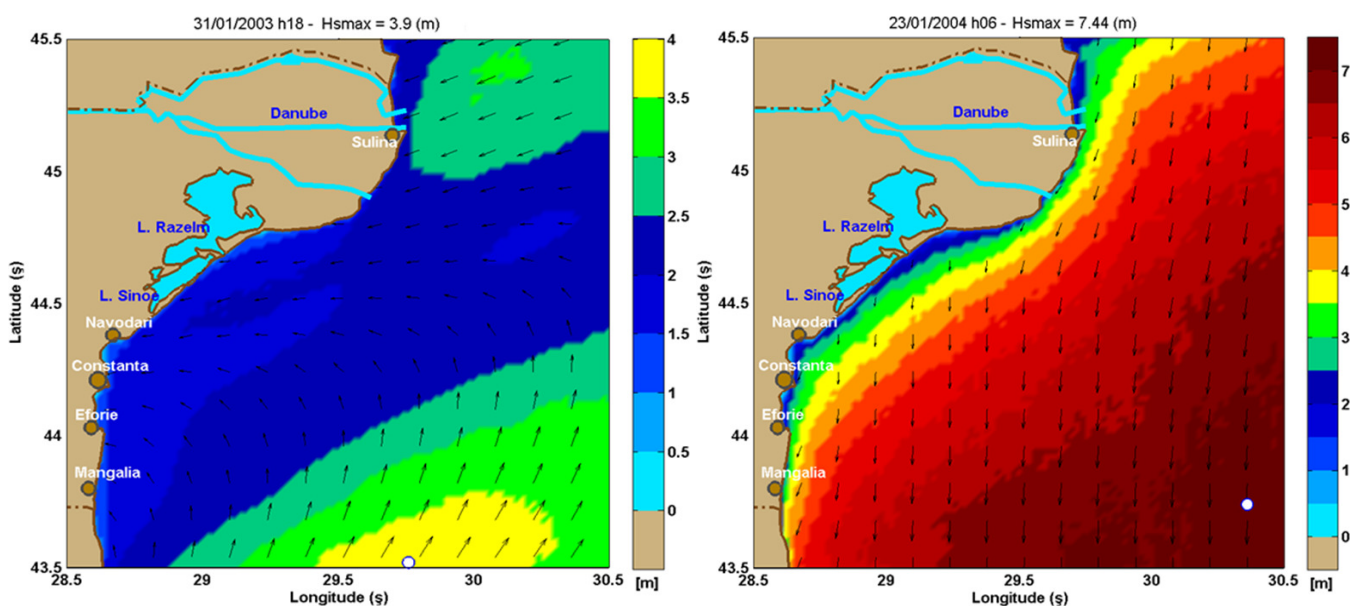 31/01/2003 h18 - Hsmax = 3.9 (m)
45.5
45
44.5
44
43.5
Latitude (ş)
28.5
29
29.5
30
30.5
Longitude (ş)
Danube
Sulina
L. Razelm
L. Sinoe
Navodari
Constanta
Eforie
Mangalia
4
3.5
3
2.5
2
1.5
1
0.5
0
[m]
23/01/2004 h06 - Hsmax = 7.44 (m)
45.5
45
44.5
44
43.5
Latitude (ş)
28.5
29
29.5
30
30.5
Longitude (ş)
Danube
Sulina
L. Razelm
L. Sinoe
Navodari
Constanta
Eforie
Mangalia
7
6
5
4
3
2
1
0
[m]